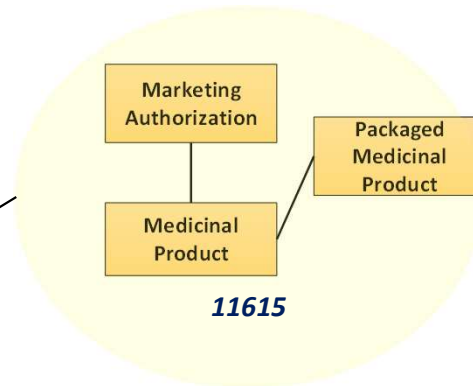 Marketing
Authorization
Packaged
Medicinal
Product
Medicinal
Product
11615